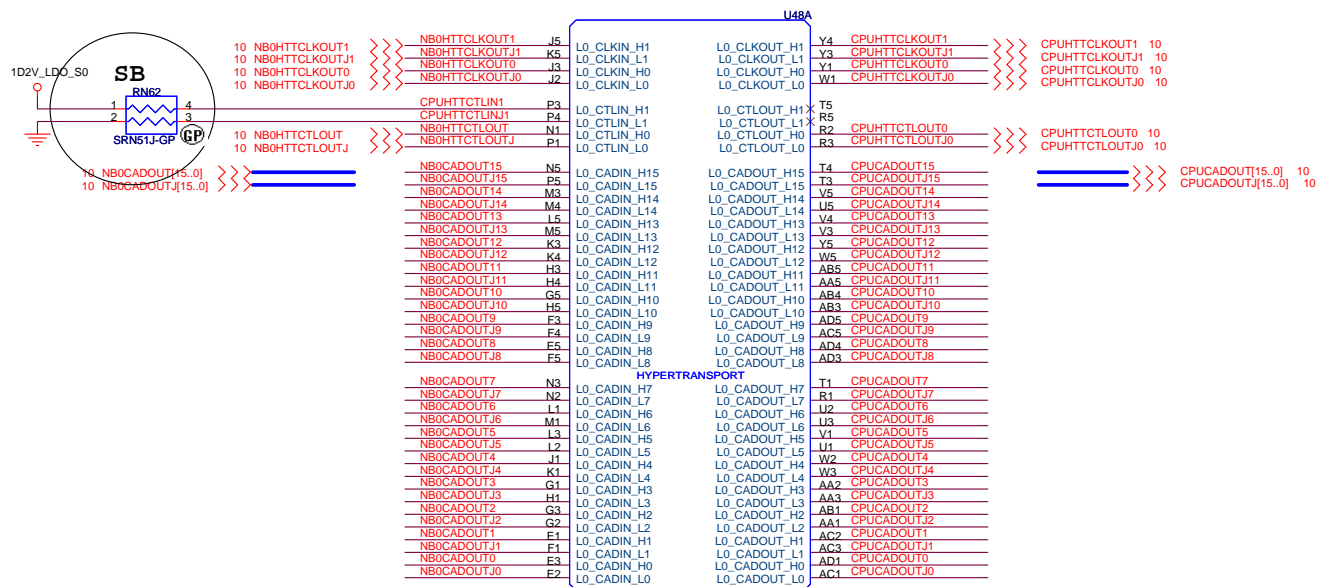 U48A
10 NB0HTTCLKOUT1 NB0HTTCLKOUT1 J5 L0_CLKIN_H1 L0_CLKOUT_H1 Y4 CPUHTTCLKOUT1 CPUHTTCLKOUT1 10
10 NB0HTTCLKOUTJ1 NB0HTTCLKOUTJ1 K5 L0_CLKIN_L1 L0_CLKOUT_L1 Y3 CPUHTTCLKOUTJ1 CPUHTTCLKOUTJ1 10
10 NB0HTTCLKOUT0 NB0HTTCLKOUT0 J3 L0_CLKIN_H0 L0_CLKOUT_H0 Y1 CPUHTTCLKOUT0 CPUHTTCLKOUT0 10
10 NB0HTTCLKOUTJ0 NB0HTTCLKOUTJ0 J2 L0_CLKIN_L0 L0_CLKOUT_L0 W1 CPUHTTCLKOUTJ0 CPUHTTCLKOUTJ0 10
1D2V_LDO_S0 SB
RN62
1 4 CPUHTTCTLIN1 P3 L0_CTLIN_H1 L0_CTLOUT_H1 T5
2 3 CPUHTTCTLINJ1 P4 L0_CTLIN_L1 L0_CTLOUT_L1 R5
SRN51J-GP GP
10 NB0HTTCTLOUT NB0HTTCTLOUT N1 L0_CTLIN_H0 L0_CTLOUT_H0 R2 CPUHTTCTLOUT0 CPUHTTCTLOUT0 10
10 NB0HTTCTLOUTJ NB0HTTCTLOUTJ P1 L0_CTLIN_L0 L0_CTLOUT_L0 R3 CPUHTTCTLOUTJ0 CPUHTTCTLOUTJ0 10
10 NB0CADOUT[15..0] NB0CADOUT15 N5 L0_CADIN_H15 L0_CADOUT_H15 T4 CPUCADOUT15 CPUCADOUT[15..0] 10
10 NB0CADOUTJ[15..0] NB0CADOUTJ15 P5 L0_CADIN_L15 L0_CADOUT_L15 T3 CPUCADOUTJ15 CPUCADOUTJ[15..0] 10
NB0CADOUT14 M3 L0_CADIN_H14 L0_CADOUT_H14 V5 CPUCADOUT14
NB0CADOUTJ14 M4 L0_CADIN_L14 L0_CADOUT_L14 U5 CPUCADOUTJ14
NB0CADOUT13 L5 L0_CADIN_H13 L0_CADOUT_H13 V4 CPUCADOUT13
NB0CADOUTJ13 M5 L0_CADIN_L13 L0_CADOUT_L13 V3 CPUCADOUTJ13
NB0CADOUT12 K3 L0_CADIN_H12 L0_CADOUT_H12 Y5 CPUCADOUT12
NB0CADOUTJ12 K4 L0_CADIN_L12 L0_CADOUT_L12 W5 CPUCADOUTJ12
NB0CADOUT11 H3 L0_CADIN_H11 L0_CADOUT_H11 AB5 CPUCADOUT11
NB0CADOUTJ11 H4 L0_CADIN_L11 L0_CADOUT_L11 AA5 CPUCADOUTJ11
NB0CADOUT10 G5 L0_CADIN_H10 L0_CADOUT_H10 AB4 CPUCADOUT10
NB0CADOUTJ10 H5 L0_CADIN_L10 L0_CADOUT_L10 AB3 CPUCADOUTJ10
NB0CADOUT9 F3 L0_CADIN_H9 L0_CADOUT_H9 AD5 CPUCADOUT9
NB0CADOUTJ9 F4 L0_CADIN_L9 L0_CADOUT_L9 AC5 CPUCADOUTJ9
NB0CADOUT8 E5 L0_CADIN_H8 L0_CADOUT_H8 AD4 CPUCADOUT8
NB0CADOUTJ8 F5 L0_CADIN_L8 L0_CADOUT_L8 AD3 CPUCADOUTJ8
HYPERTRANSPORT
NB0CADOUT7 N3 L0_CADIN_H7 L0_CADOUT_H7 T1 CPUCADOUT7
NB0CADOUTJ7 N2 L0_CADIN_L7 L0_CADOUT_L7 R1 CPUCADOUTJ7
NB0CADOUT6 L1 L0_CADIN_H6 L0_CADOUT_H6 U2 CPUCADOUT6
NB0CADOUTJ6 M1 L0_CADIN_L6 L0_CADOUT_L6 U3 CPUCADOUTJ6
NB0CADOUT5 L3 L0_CADIN_H5 L0_CADOUT_H5 V1 CPUCADOUT5
NB0CADOUTJ5 L2 L0_CADIN_L5 L0_CADOUT_L5 U1 CPUCADOUTJ5
NB0CADOUT4 J1 L0_CADIN_H4 L0_CADOUT_H4 W2 CPUCADOUT4
NB0CADOUTJ4 K1 L0_CADIN_L4 L0_CADOUT_L4 W3 CPUCADOUTJ4
NB0CADOUT3 G1 L0_CADIN_H3 L0_CADOUT_H3 AA2 CPUCADOUT3
NB0CADOUTJ3 H1 L0_CADIN_L3 L0_CADOUT_L3 AA3 CPUCADOUTJ3
NB0CADOUT2 G3 L0_CADIN_H2 L0_CADOUT_H2 AB1 CPUCADOUT2
NB0CADOUTJ2 G2 L0_CADIN_L2 L0_CADOUT_L2 AA1 CPUCADOUTJ2
NB0CADOUT1 E1 L0_CADIN_H1 L0_CADOUT_H1 AC2 CPUCADOUT1
NB0CADOUTJ1 F1 L0_CADIN_L1 L0_CADOUT_L1 AC3 CPUCADOUTJ1
NB0CADOUT0 E3 L0_CADIN_H0 L0_CADOUT_H0 AD1 CPUCADOUT0
NB0CADOUTJ0 E2 L0_CADIN_L0 L0_CADOUT_L0 AC1 CPUCADOUTJ0